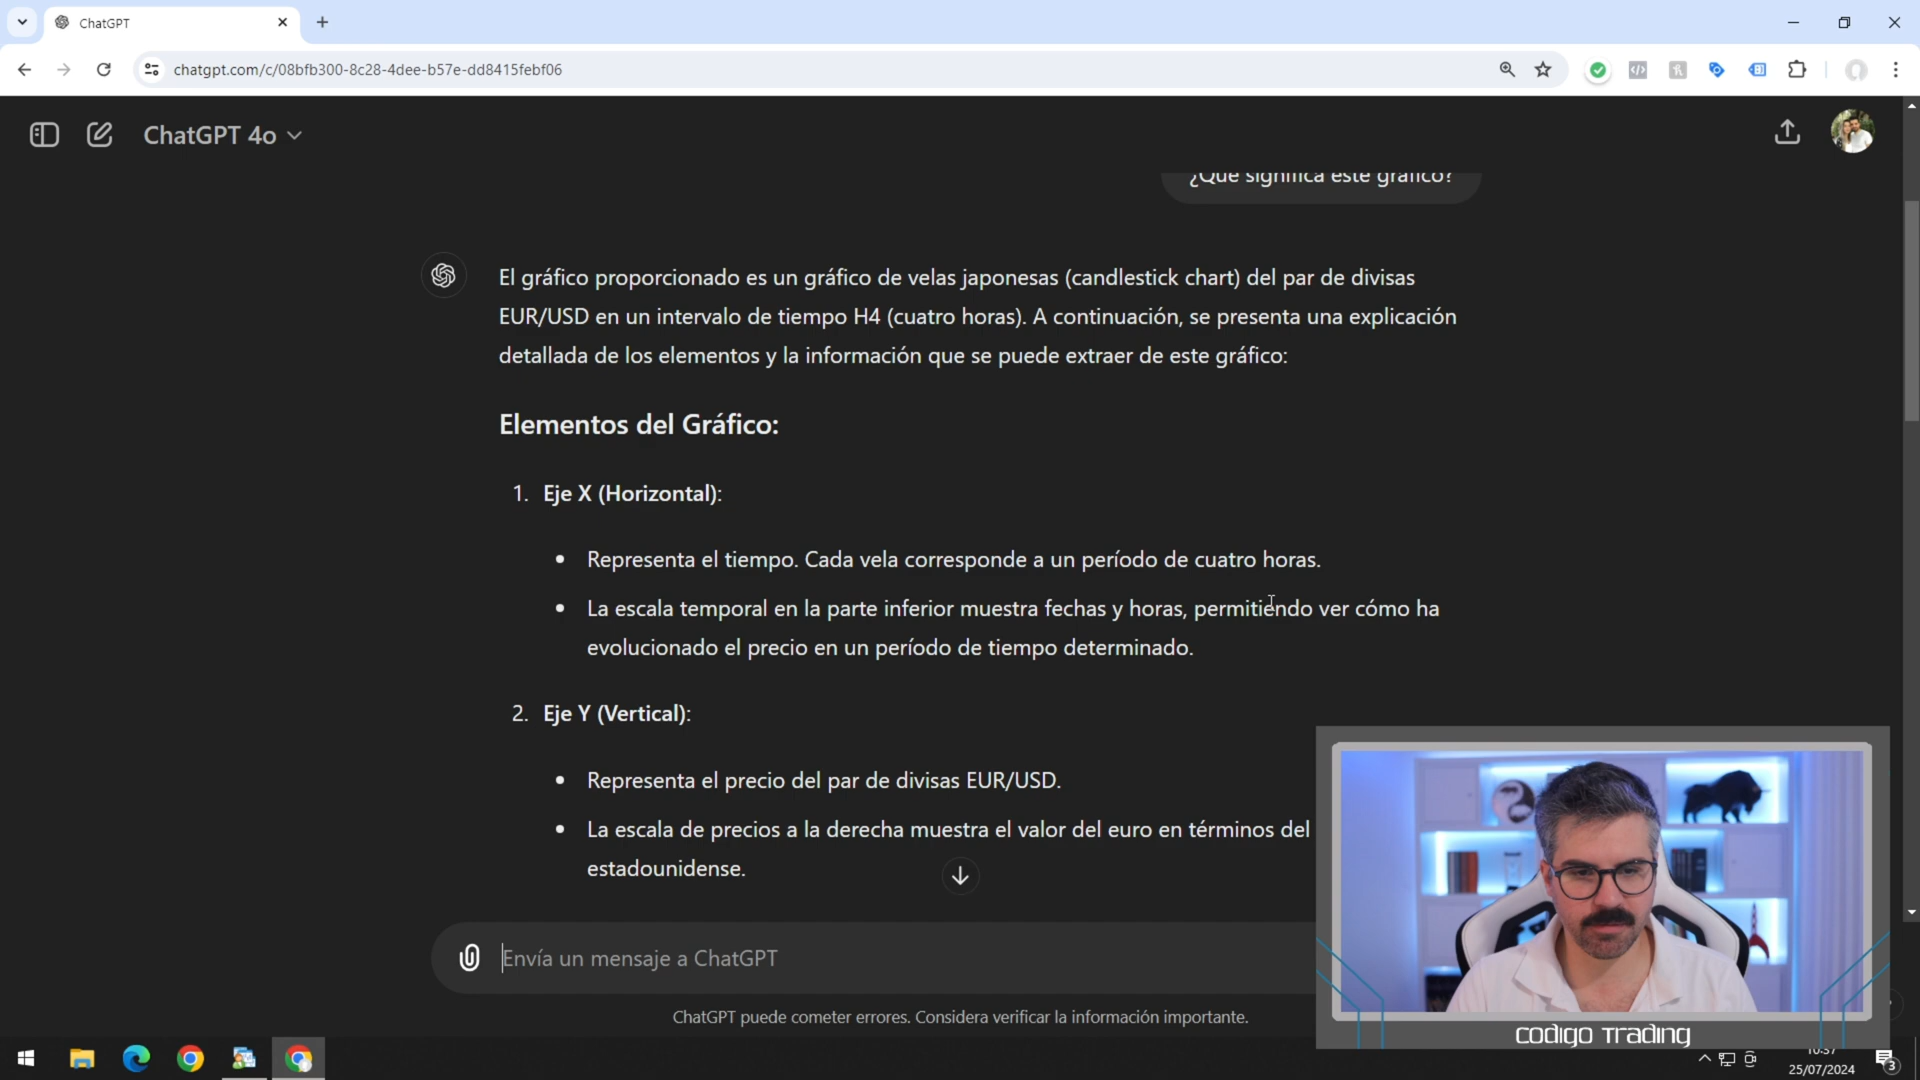 ChatGPT
chatgpt.com/c/08bfb300-8c28-4dee-b57e-dd8415febf06
ChatGPT 4o
¿Qué significa este gráfico?
El gráfico proporcionado es un gráfico de velas japonesas (candlestick chart) del par de divisas
EUR/USD en un intervalo de tiempo H4 (cuatro horas). A continuación, se presenta una explicación
detallada de los elementos y la información que se puede extraer de este gráfico:
Elementos del Gráfico:
1. Eje X (Horizontal):
• Representa el tiempo. Cada vela corresponde a un período de cuatro horas.
• La escala temporal en la parte inferior muestra fechas y horas, permitiendo ver cómo ha
evolucionado el precio en un período de tiempo determinado.
2. Eje Y (Vertical):
• Representa el precio del par de divisas EUR/USD.
• La escala de precios a la derecha muestra el valor del euro en términos del
estadounidense.
Envía un mensaje a ChatGPT
ChatGPT puede cometer errores. Considera verificar la información importante.
CODIGO TRADING
10:37
25/07/2024
3